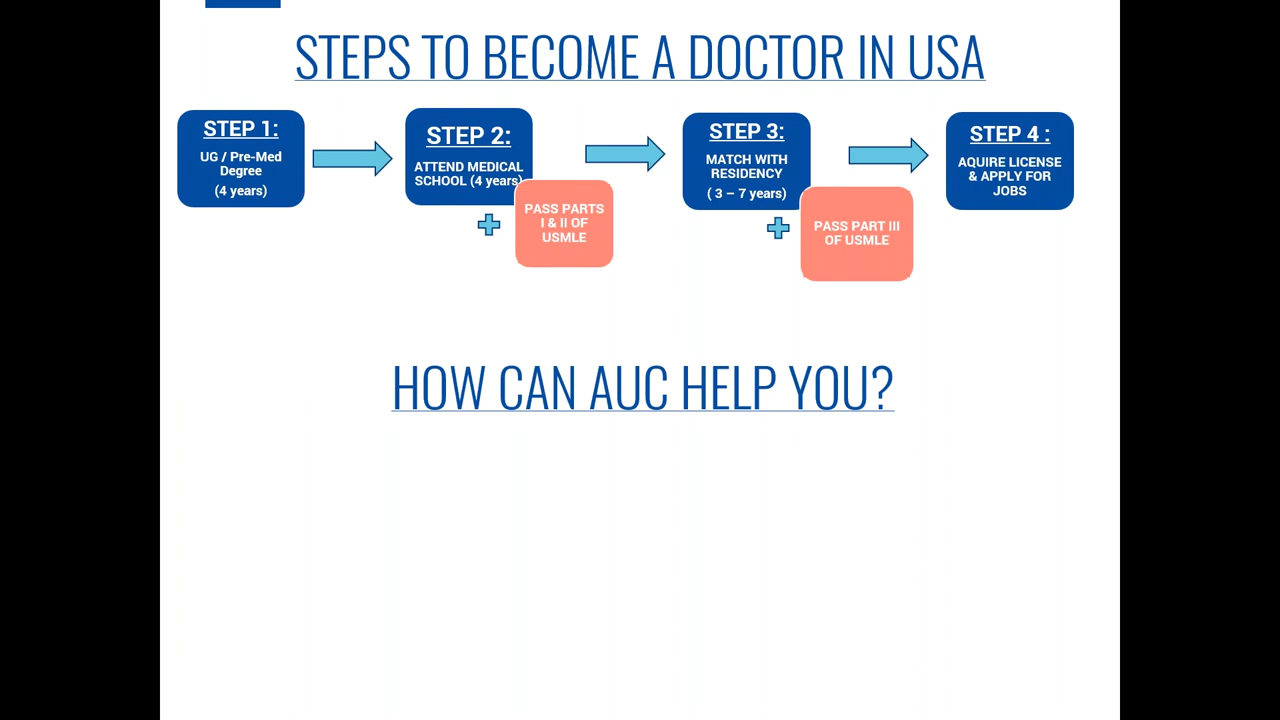 STEPS TO BECOME A DOCTOR IN USA
STEP 1:
UG / Pre-Med
Degree
(4 years)
STEP 2:
ATTEND MEDICAL
SCHOOL (4 years)
PASS PARTS
I & II OF
USMLE
STEP 3:
MATCH WITH
RESIDENCY
( 3 – 7 years)
PASS PART III
OF USMLE
STEP 4 :
AQUIRE LICENSE
& APPLY FOR
JOBS
HOW CAN AUC HELP YOU?